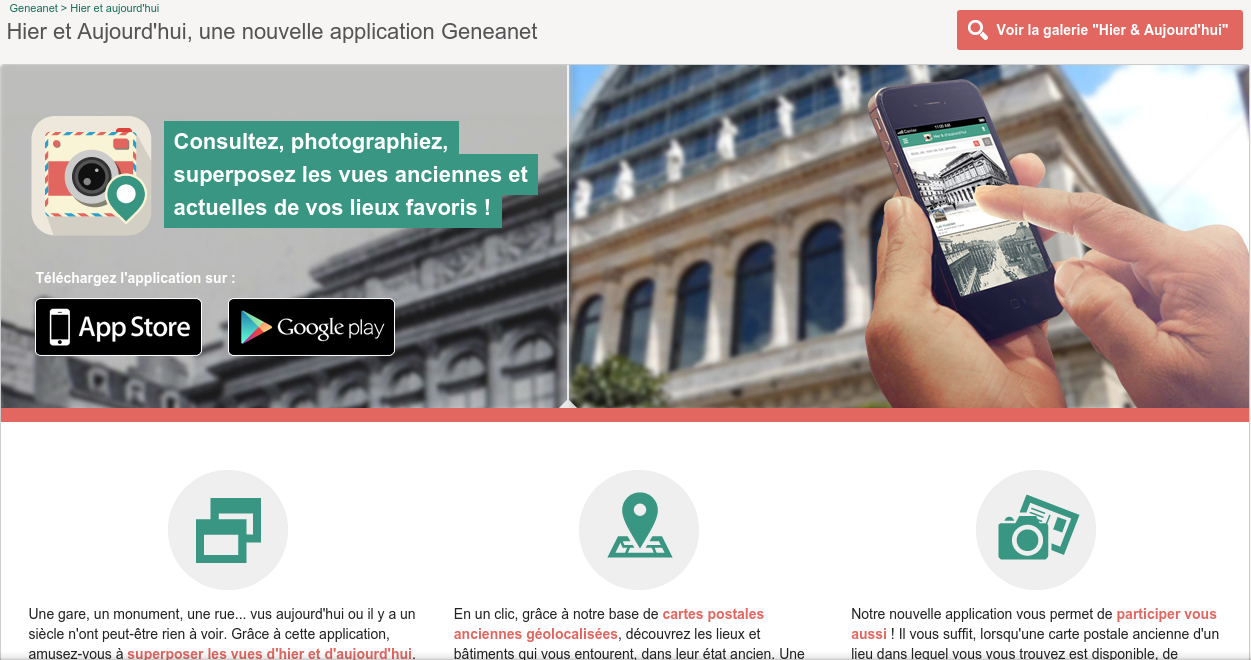 Geneanet > Hier et aujourd'hui
Hier et Aujourd'hui, une nouvelle application Geneanet
Voir la galerie "Hier & Aujourd'hui"
Consultez, photographiez,
superposez les vues anciennes et
actuelles de vos lieux favoris !
Téléchargez l'application sur :
App Store
Google play
Hier & Aujourd'hui
Une gare, un monument, une rue... vus aujourd'hui ou il y a un
siècle n'ont peut-être rien à voir. Grâce à cette application,
amusez-vous à superposer les vues d'hier et d'aujourd'hui.
En un clic, grâce à notre base de cartes postales
anciennes géolocalisées, découvrez les lieux et
bâtiments qui vous entourent, dans leur état ancien. Une
Notre nouvelle application vous permet de participer vous
aussi ! Il vous suffit, lorsqu'une carte postale ancienne d'un
lieu dans lequel vous vous trouvez est disponible, de